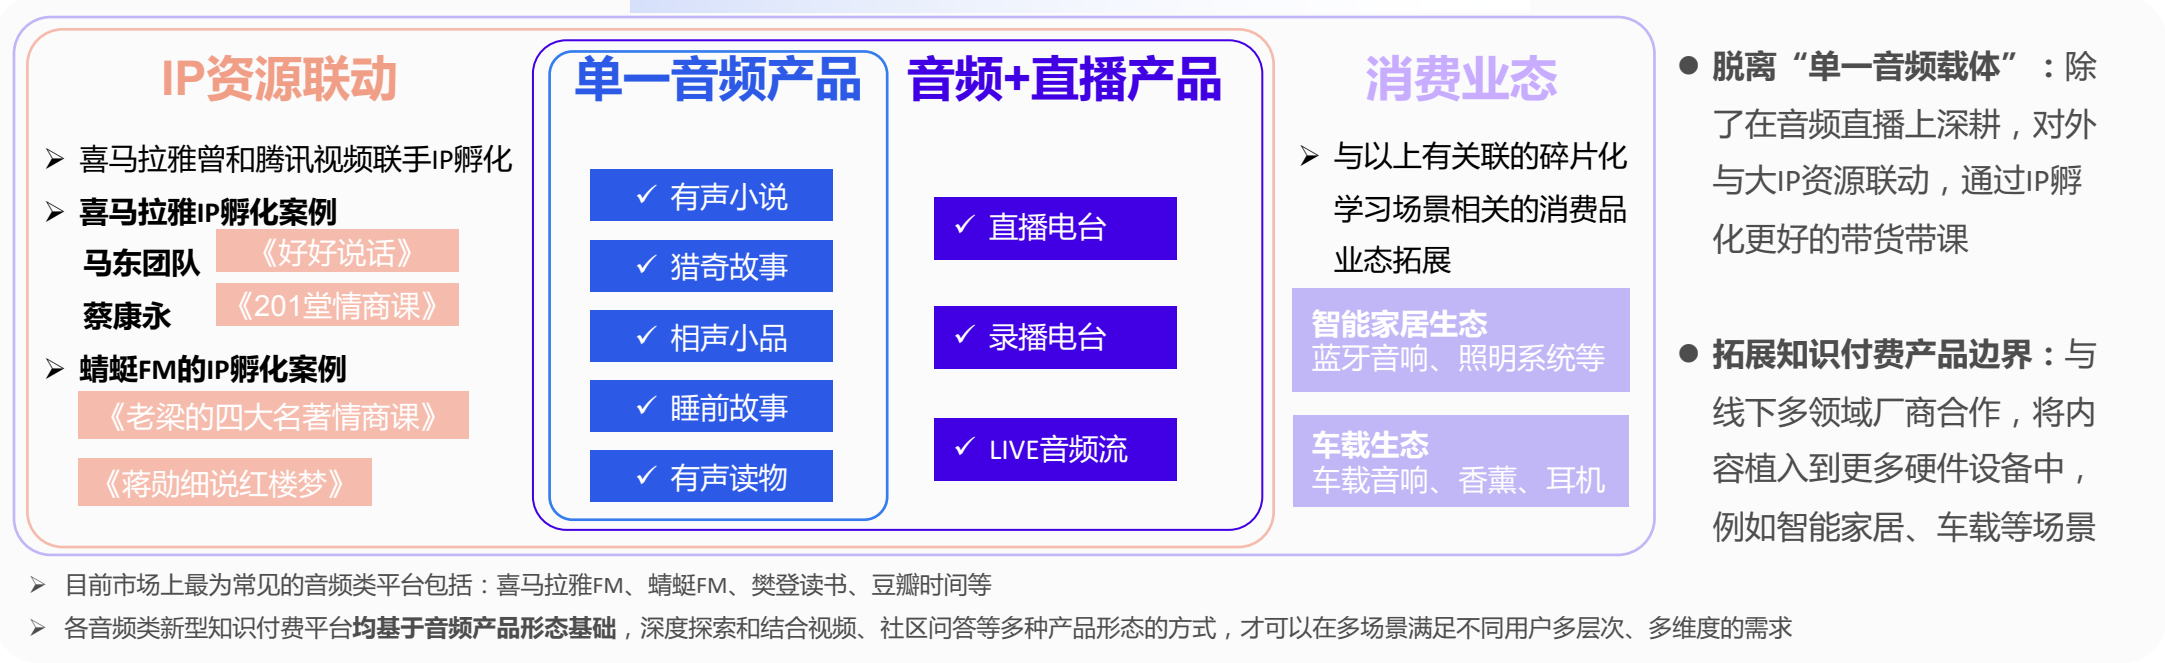 IP资源联动
➢ 喜马拉雅曾和腾讯视频联手IP孵化
➢ 喜马拉雅IP孵化案例
马东团队 《好好说话》
蔡康永 《201堂情商课》
➢ 蜻蜓FM的IP孵化案例
《老梁的四大名著情商课》
《蒋勋细说红楼梦》
单一音频产品
✓ 有声小说
✓ 猎奇故事
✓ 相声小品
✓ 睡前故事
✓ 有声读物
音频+直播产品
✓ 直播电台
✓ 录播电台
✓ LIVE音频流
消费业态
➢ 与以上有关联的碎片化
学习场景相关的消费品
业态拓展
智能家居生态
蓝牙音响、照明系统等
车载生态
车载音响、香薰、耳机
● 脱离“单一音频载体”：除
了在音频直播上深耕，对外
与大IP资源联动，通过IP孵
化更好的带货带课
● 拓展知识付费产品边界：与
线下多领域厂商合作，将内
容植入到更多硬件设备中，
例如智能家居、车载等场景
➢ 目前市场上最为常见的音频类平台包括：喜马拉雅FM、蜻蜓FM、樊登读书、豆瓣时间等
➢ 各音频类新型知识付费平台均基于音频产品形态基础，深度探索和结合视频、社区问答等多种产品形态的方式，才可以在多场景满足不同用户多层次、多维度的需求